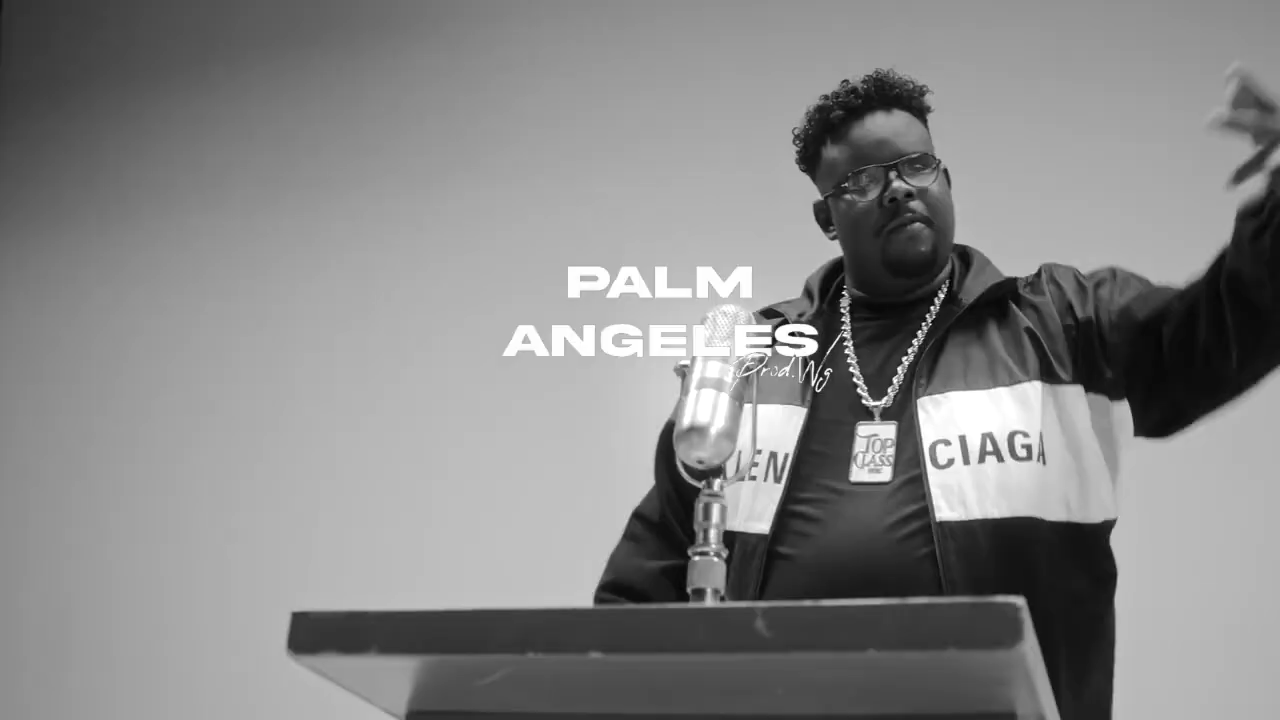 PALM
ANGELES
Prod.Wg
LEN CIAGA
TOP
CLASS